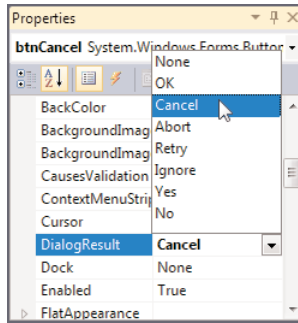 Properties
btnCancel System.Windows.Forms.Button
None
OK
BackColor Cancel
BackgroundImag Abort
BackgroundImag Retry
CausesValidation Ignore
ContextMenuStrip Yes
Cursor No
DialogResult Cancel
Dock None
Enabled True
FlatAppearance